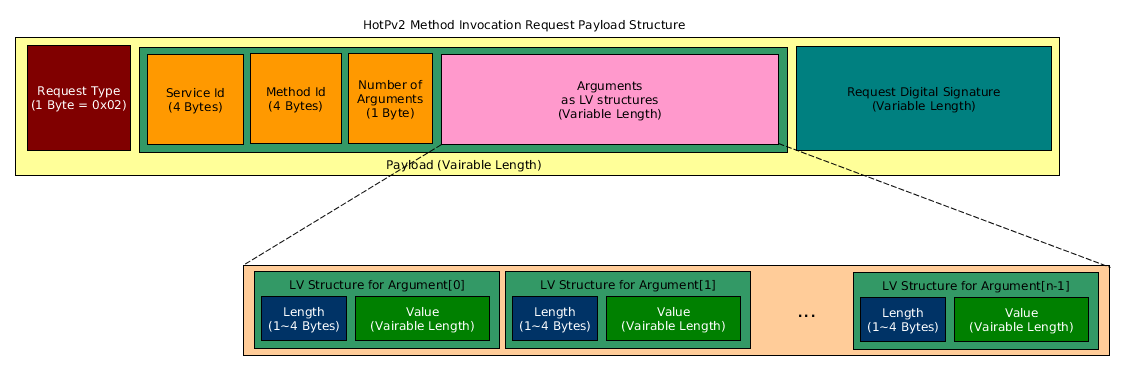 HotPv2 Method Invocation Request Payload Structure
Request Type
(1 Byte = 0x02)
Service Id
(4 Bytes)
Method Id
(4 Bytes)
Number of
Arguments
(1 Byte)
Arguments
as LV structures
(Variable Length)
Request Digital Signature
(Variable Length)
Payload (Vairable Length)
LV Structure for Argument[0]
Length
(1~4 Bytes)
Value
(Vairable Length)
LV Structure for Argument[1]
Length
(1~4 Bytes)
Value
(Vairable Length)
...
LV Structure for Argument[n-1]
Length
(1~4 Bytes)
Value
(Vairable Length)